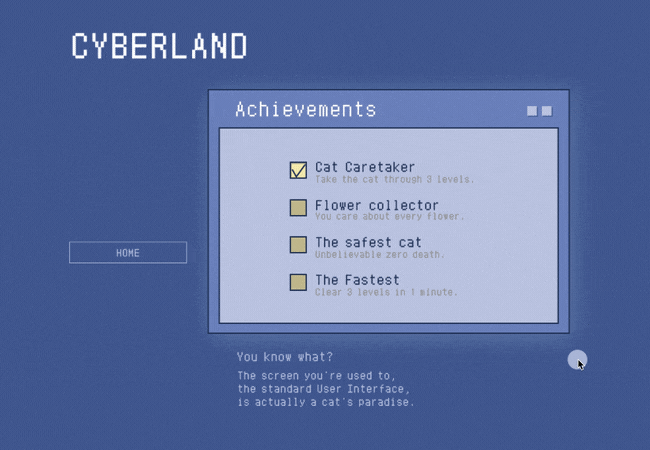 CYBERLAND
Achievements
Cat Caretaker
Take the cat through 3 levels.
Flower collector
You care about every flower.
The safest cat
Unbelievable zero death.
The Fastest
Clear 3 levels in 1 minute.
HOME
You know what?
The screen you're used to,
the standard User Interface,
is actually a cat's paradise.